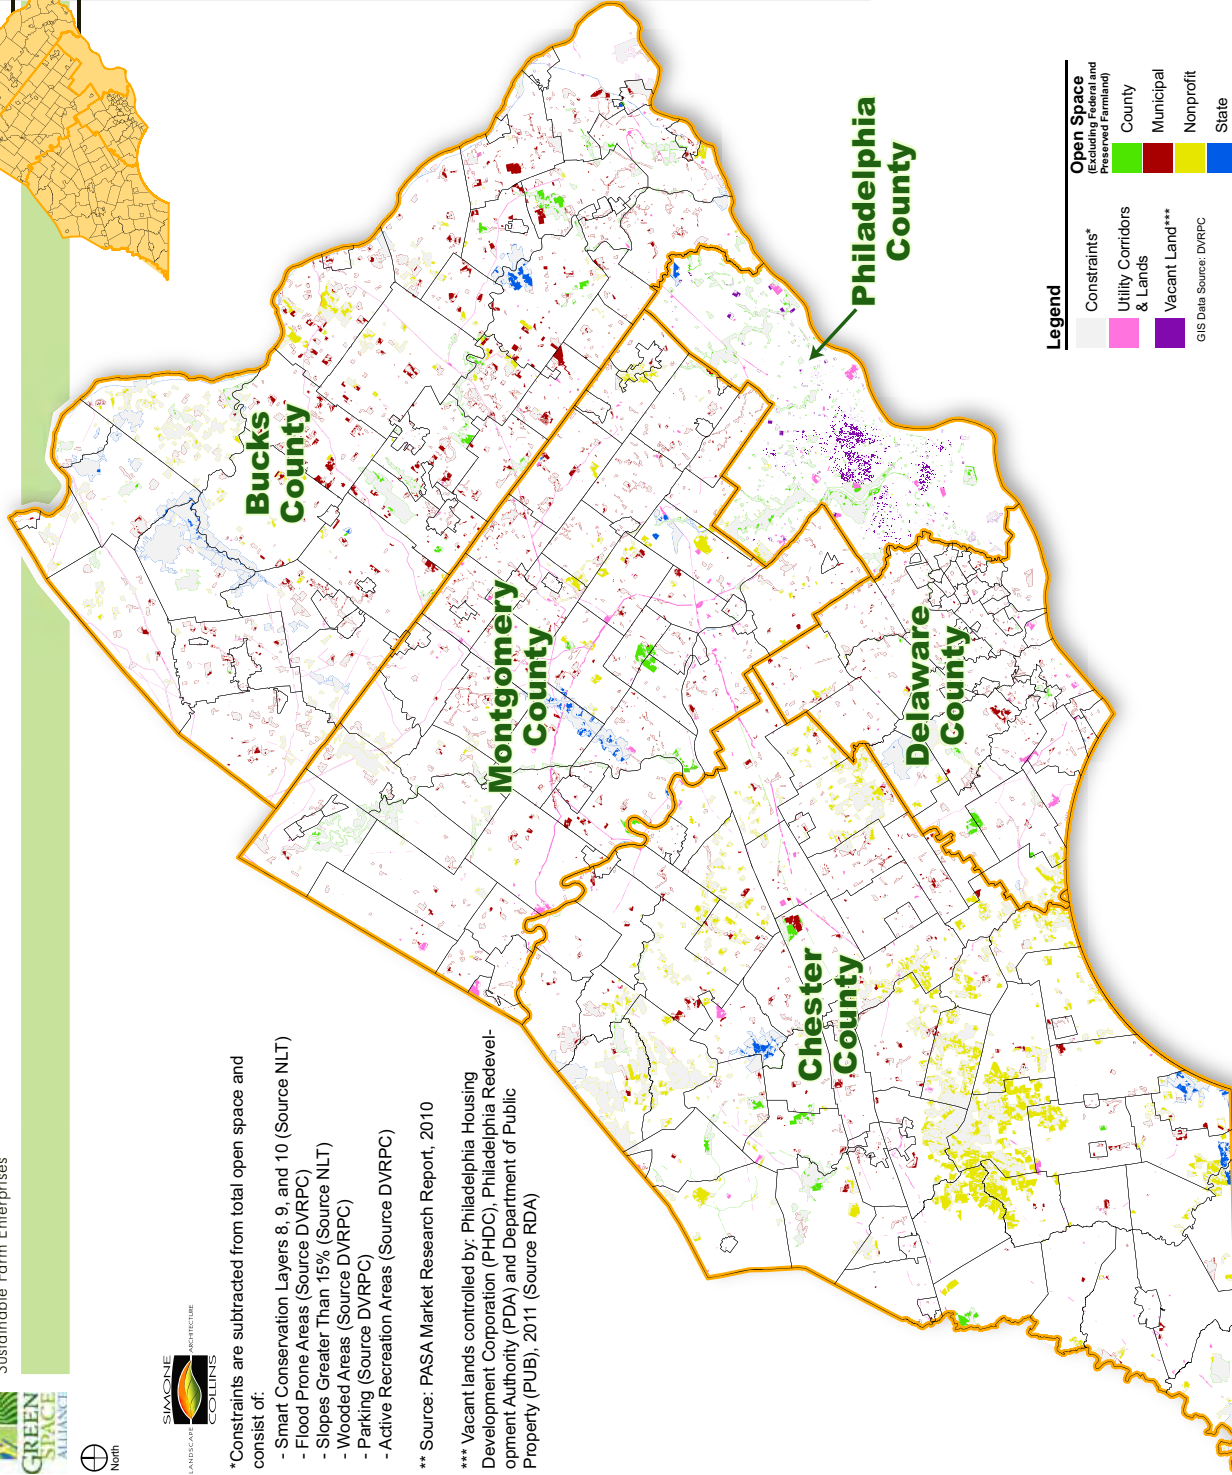 Sustainable Farm Enterprises
GREEN
SPACE
ALLIANCE
North
SIMONE
COLLINS
LANDSCAPE
ARCHITECTURE
*Constraints are subtracted from total open space and
consist of:
- Smart Conservation Layers 8, 9, and 10 (Source NLT)
- Flood Prone Areas (Source DVRPC)
- Slopes Greater Than 15% (Source NLT)
- Wooded Areas (Source DVRPC)
- Parking (Source DVRPC)
- Active Recreation Areas (Source DVRPC)
** Source: PASA Market Research Report, 2010
*** Vacant lands controlled by: Philadelphia Housing
Development Corporation (PHDC), Philadelphia Redevel-
opment Authority (PDA) and Department of Public
Property (PUB), 2011 (Source RDA)
Bucks
County
Montgomery
County
Chester
County
Delaware
County
Philadelphia
County
Legend
Constraints*
Utility Corridors
& Lands
Vacant Land***
GIS Data Source: DVRPC
Open Space
(Excluding Federal and
Preserved Farmland)
County
Municipal
Nonprofit
State